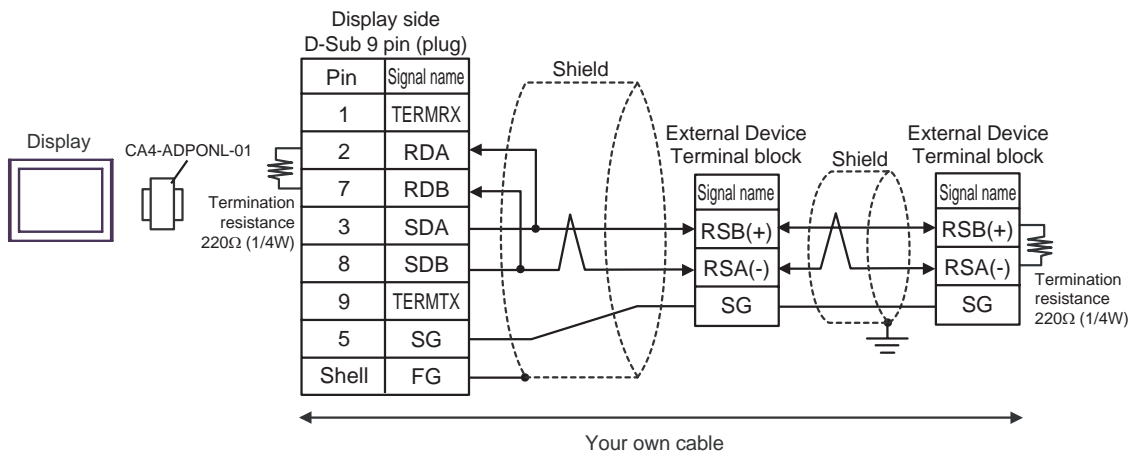 Display side
D-Sub 9 pin (plug)
Pin Signal name
1 TERMRX
2 RDA
7 RDB
3 SDA
8 SDB
9 TERMTX
5 SG
Shell FG
Display
CA4-ADPONL-01
Termination
resistance
220Ω (1/4W)
Shield
External Device
Terminal block
Signal name
RSB(+)
RSA(-)
SG
Shield
External Device
Terminal block
Signal name
RSB(+)
RSA(-)
SG
Termination
resistance
220Ω (1/4W)
Your own cable